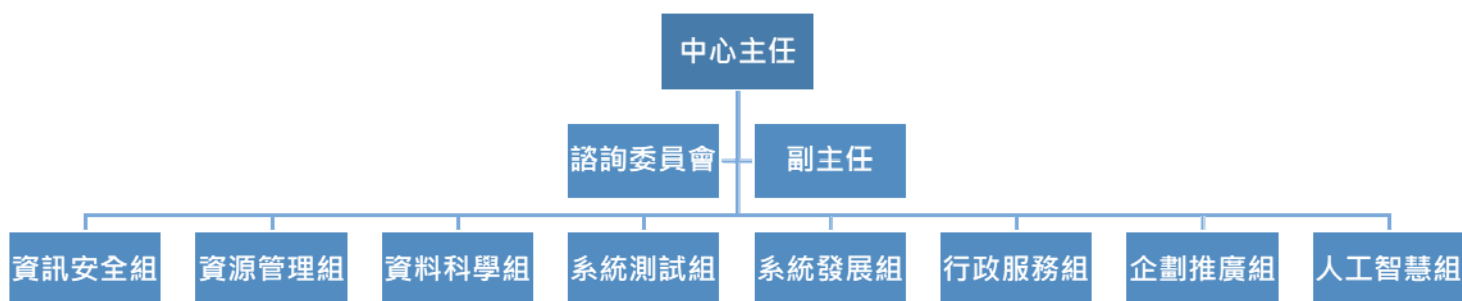 中心主任
諮詢委員會
副主任
資訊安全組
資源管理組
資料科學組
系統測試組
系統發展組
行政服務組
企劃推廣組
人工智慧組